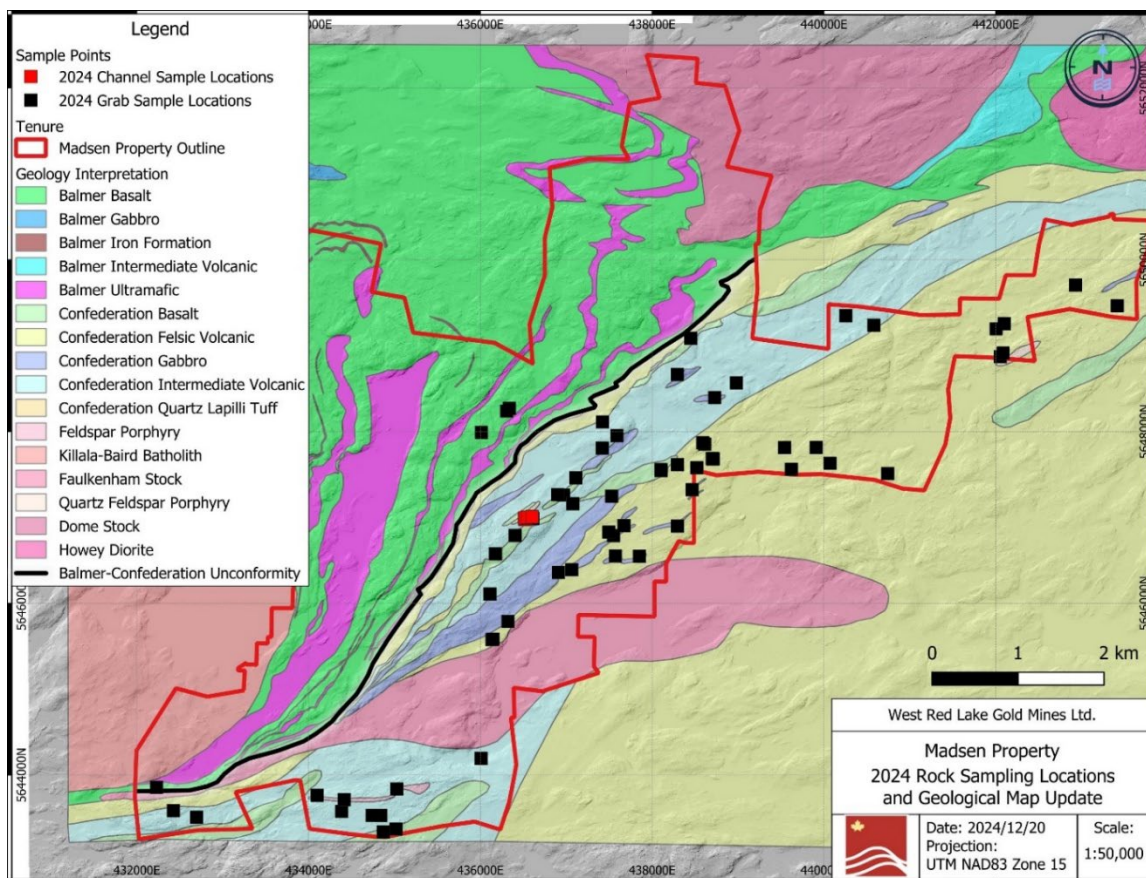 Legend
Sample Points
2024 Channel Sample Locations
2024 Grab Sample Locations
Tenure
Madsen Property Outline
Geology Interpretation
Balmer Basalt
Balmer Gabbro
Balmer Iron Formation
Balmer Intermediate Volcanic
Balmer Ultramafic
Confederation Basalt
Confederation Felsic Volcanic
Confederation Gabbro
Confederation Intermediate Volcanic
Confederation Quartz Lapilli Tuff
Feldspar Porphyry
Killala-Baird Batholith
Faulkenham Stock
Quartz Feldspar Porphyry
Dome Stock
Howey Diorite
Balmer-Confederation Unconformity
436000E
438000E
440000E
442000E
N
5646000N
5644000N
5648000N
5646000N
432000E
434000E
436000E
438000E
0 1 2 km
West Red Lake Gold Mines Ltd.
Madsen Property
2024 Rock Sampling Locations
and Geological Map Update
Date: 2024/12/20
Projection:
UTM NAD83 Zone 15
Scale:
1:50,000